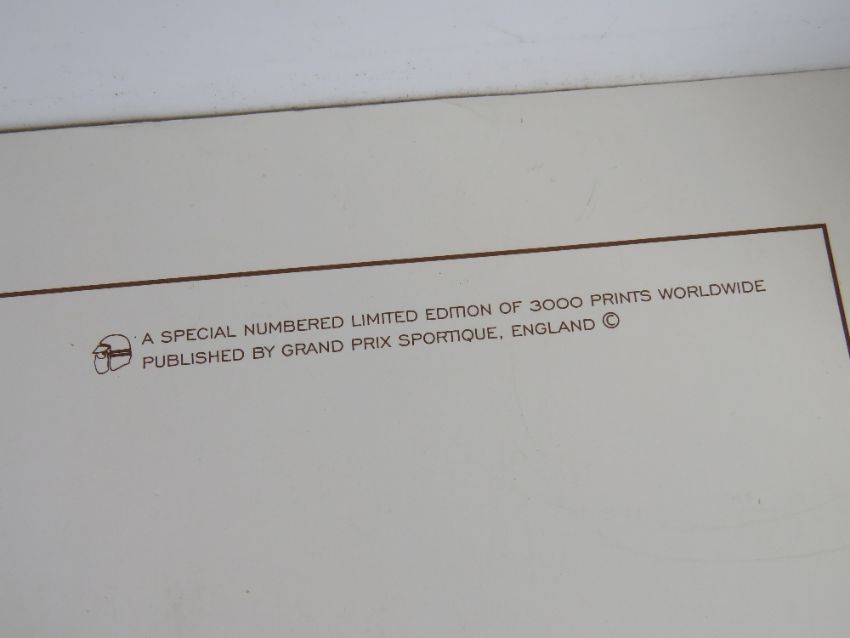 A SPECIAL NUMBERED LIMITED EDITION OF 3000 PRINTS WORLDWIDE
PUBLISHED BY GRAND PRIX SPORTIQUE, ENGLAND ©